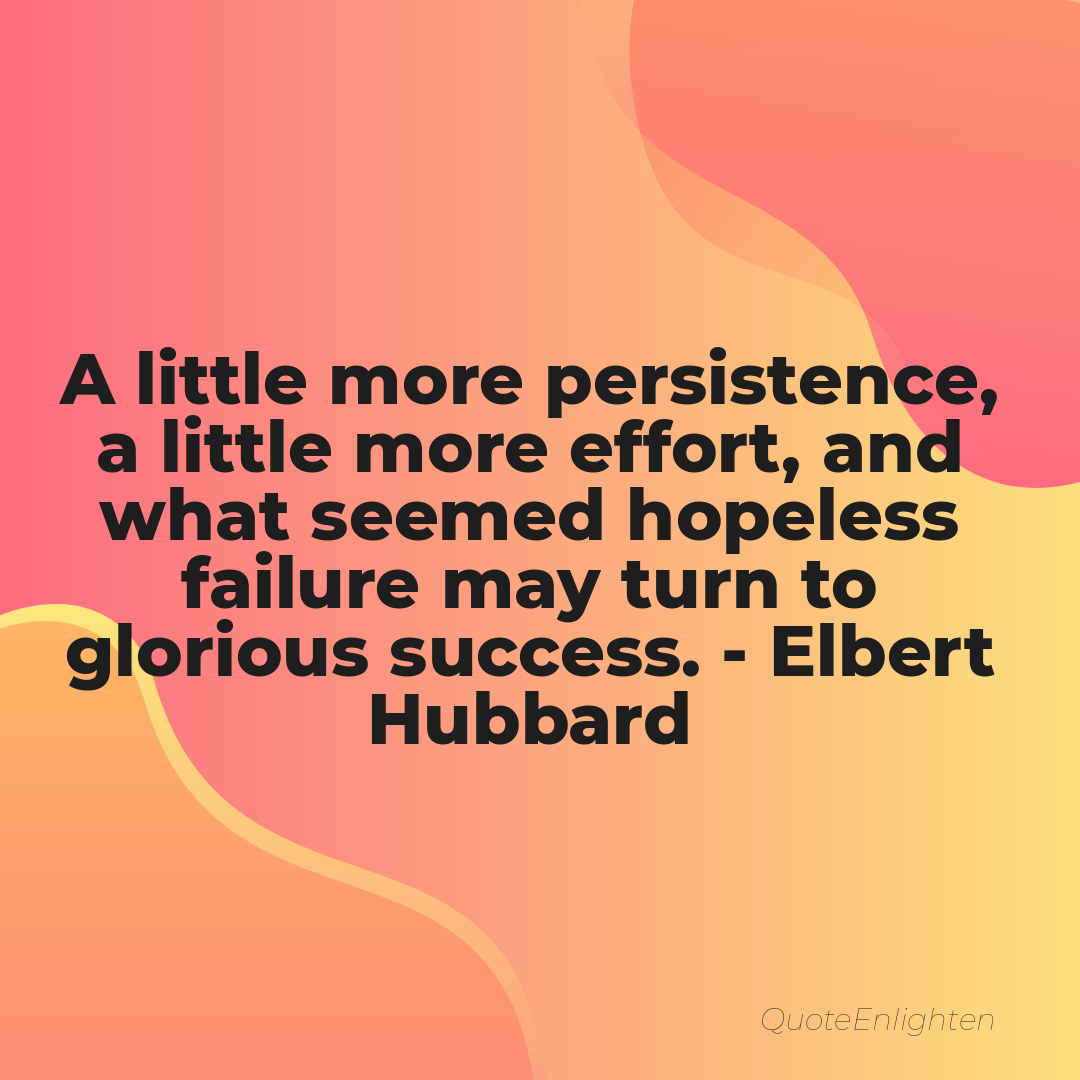 A little more persistence,
a little more effort, and
what seemed hopeless
failure may turn to
glorious success. - Elbert
Hubbard
QuoteEnlighten